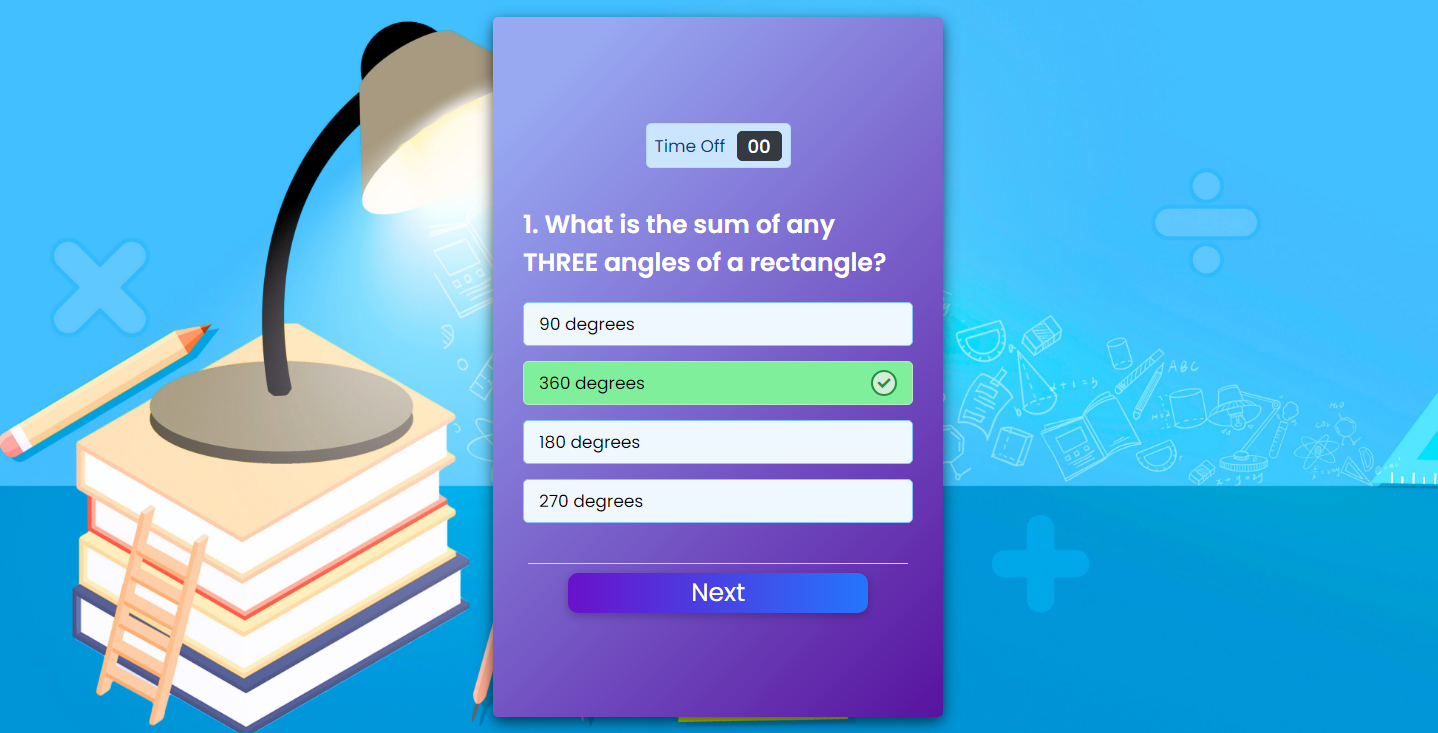 Time Off 00
1. What is the sum of any
THREE angles of a rectangle?
90 degrees
360 degrees
180 degrees
270 degrees
Next
ABC